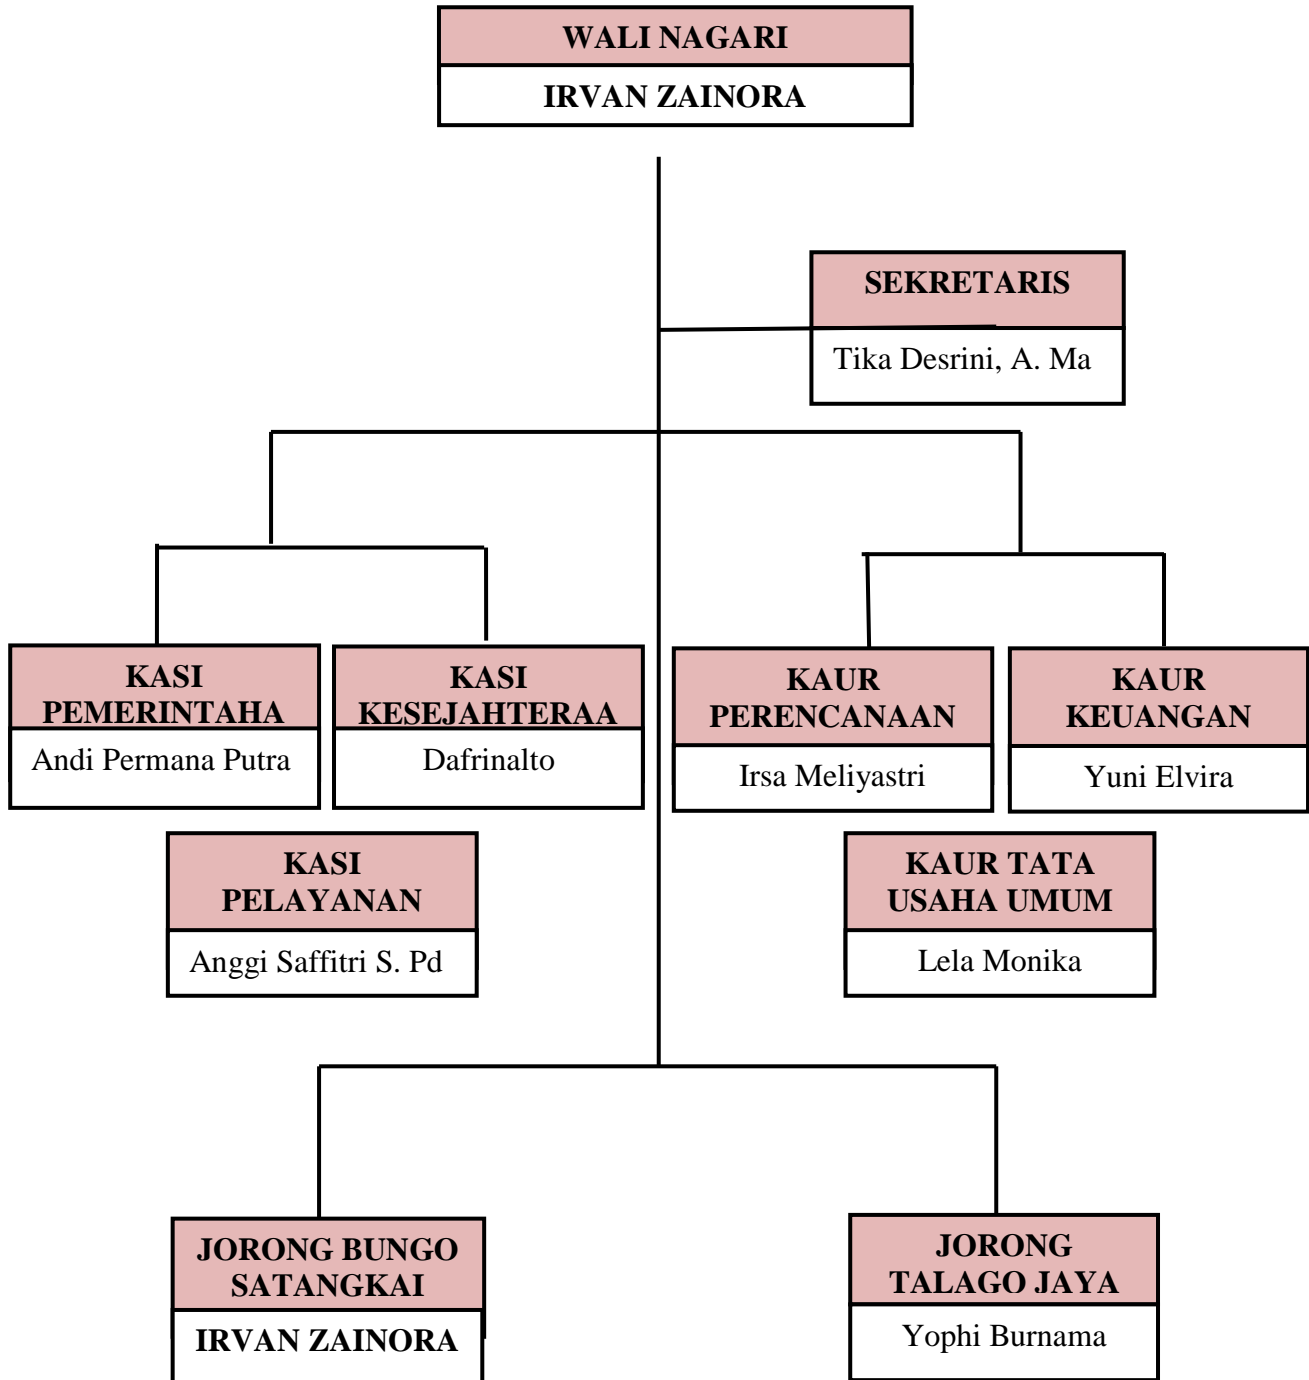 WALI NAGARI
IRVAN ZAINORA
SEKRETARIS
Tika Desrini, A. Ma
KASI
PEMERINTAHA
Andi Permana Putra
KASI
KESEJAHTERAA
Dafrinalto
KAUR
PERENCANAAN
Irsa Meliyastri
KAUR
KEUANGAN
Yuni Elvira
KASI
PELAYANAN
Anggi Saffitri S. Pd
KAUR TATA
USAHA UMUM
Lela Monika
JORONG BUNGO
SATANGKAI
IRVAN ZAINORA
JORONG
TALAGO JAYA
Yophi Burnama